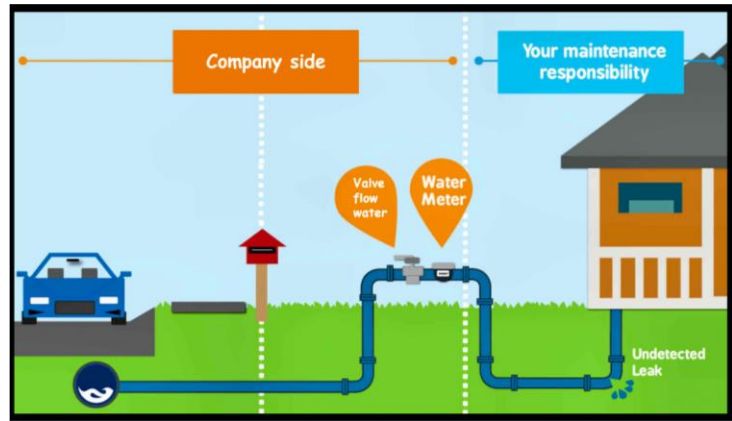 Company side
Your maintenance
responsibility
Valve
flow
water
Water
Meter
Undetected
Leak